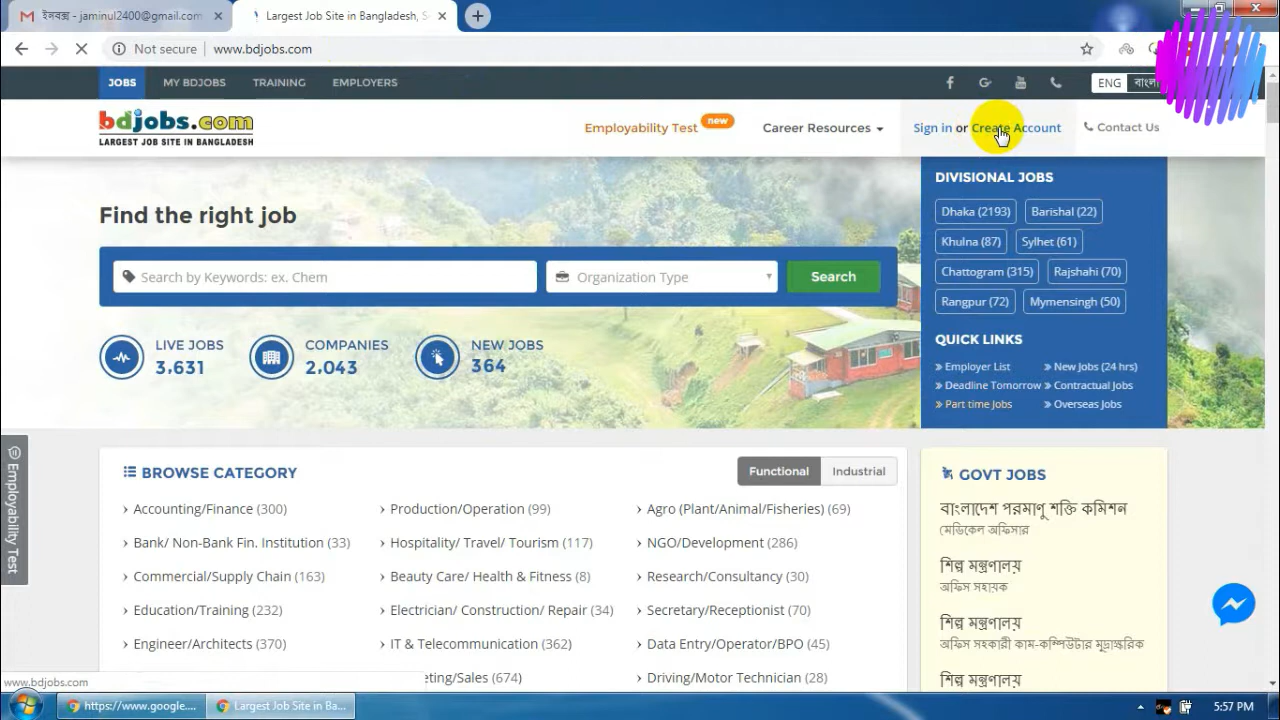 ইনবক্স - jaminul2400@gmail.com
Largest Job Site in Bangladesh, S
Not secure | www.bdjobs.com
JOBS MY BDJOBS TRAINING EMPLOYERS ENG
bdjobs.com
LARGEST JOB SITE IN BANGLADESH
Employability Test new Career Resources Sign in or Create Account Contact Us
Find the right job
Search by Keywords: ex. Chem Organization Type Search
LIVE JOBS
3,631
COMPANIES
2,043
NEW JOBS
364
DIVISIONAL JOBS
Dhaka (2193) Barishal (22)
Khulna (87) Sylhet (61)
Chattogram (315) Rajshahi (70)
Rangpur (72) Mymensingh (50)
QUICK LINKS
Employer List New Jobs (24 hrs)
Deadline Tomorrow Contractual Jobs
Part time Jobs Overseas Jobs
Employability Test
BROWSE CATEGORY Functional Industrial
Accounting/Finance (300) Production/Operation (99) Agro (Plant/Animal/Fisheries) (69)
Bank/ Non-Bank Fin. Institution (33) Hospitality/ Travel/ Tourism (117) NGO/Development (286)
Commercial/Supply Chain (163) Beauty Care/ Health & Fitness (8) Research/Consultancy (30)
Education/Training (232) Electrician/ Construction/ Repair (34) Secretary/Receptionist (70)
Engineer/Architects (370) IT & Telecommunication (362) Data Entry/Operator/BPO (45)
eting/Sales (674) Driving/Motor Technician (28)
GOVT JOBS
বাংলাদেশ পরমাণু শক্তি কমিশন
মেডিকেল অফিসার
শিল্প মন্ত্রণালয়
অফিস সহায়ক
শিল্প মন্ত্রণালয়
অফিস সহকারী কাম-কম্পিউটার মুদ্রাক্ষরিক
শিল্প মন্ত্রণালয়
www.bdjobs.com
https://www.google.... Largest Job Site in Ba... 5:57 PM